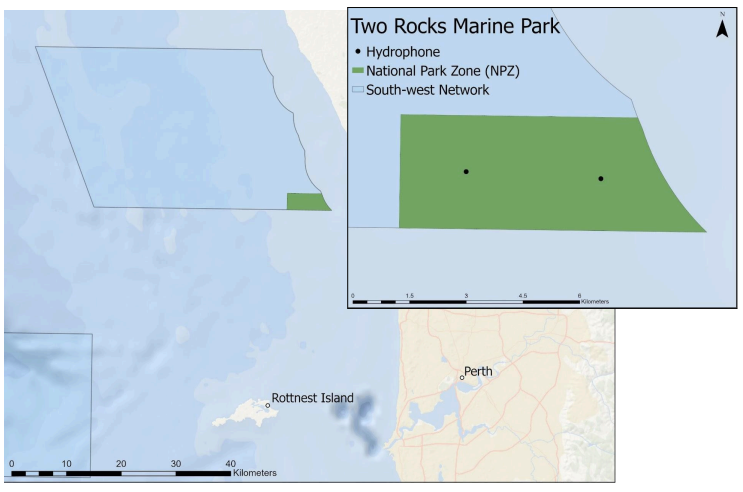 Two Rocks Marine Park
N
Hydrophone
National Park Zone (NPZ)
South-west Network
0 1.5 3 4.5 6
Kilometers
Perth
Rottnest Island
0 10 20 30 40
Kilometers